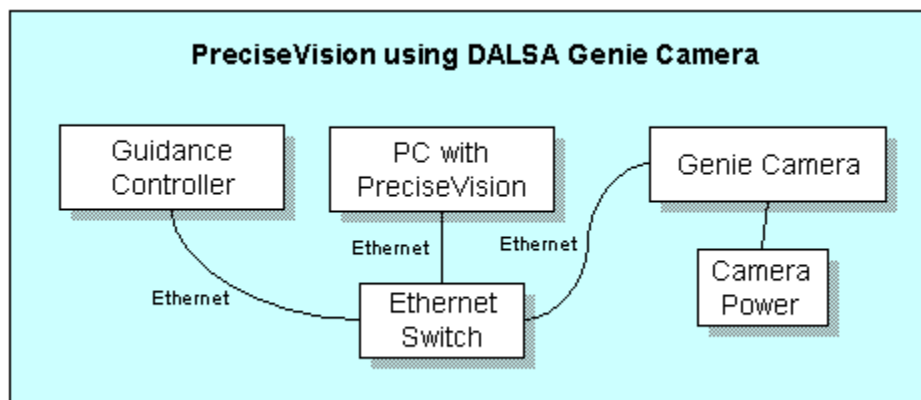 PreciseVision using DALSA Genie Camera
Guidance
Controller
PC with
PreciseVision
Genie Camera
Ethernet
Ethernet
Ethernet
Camera
Power
Ethernet
Switch